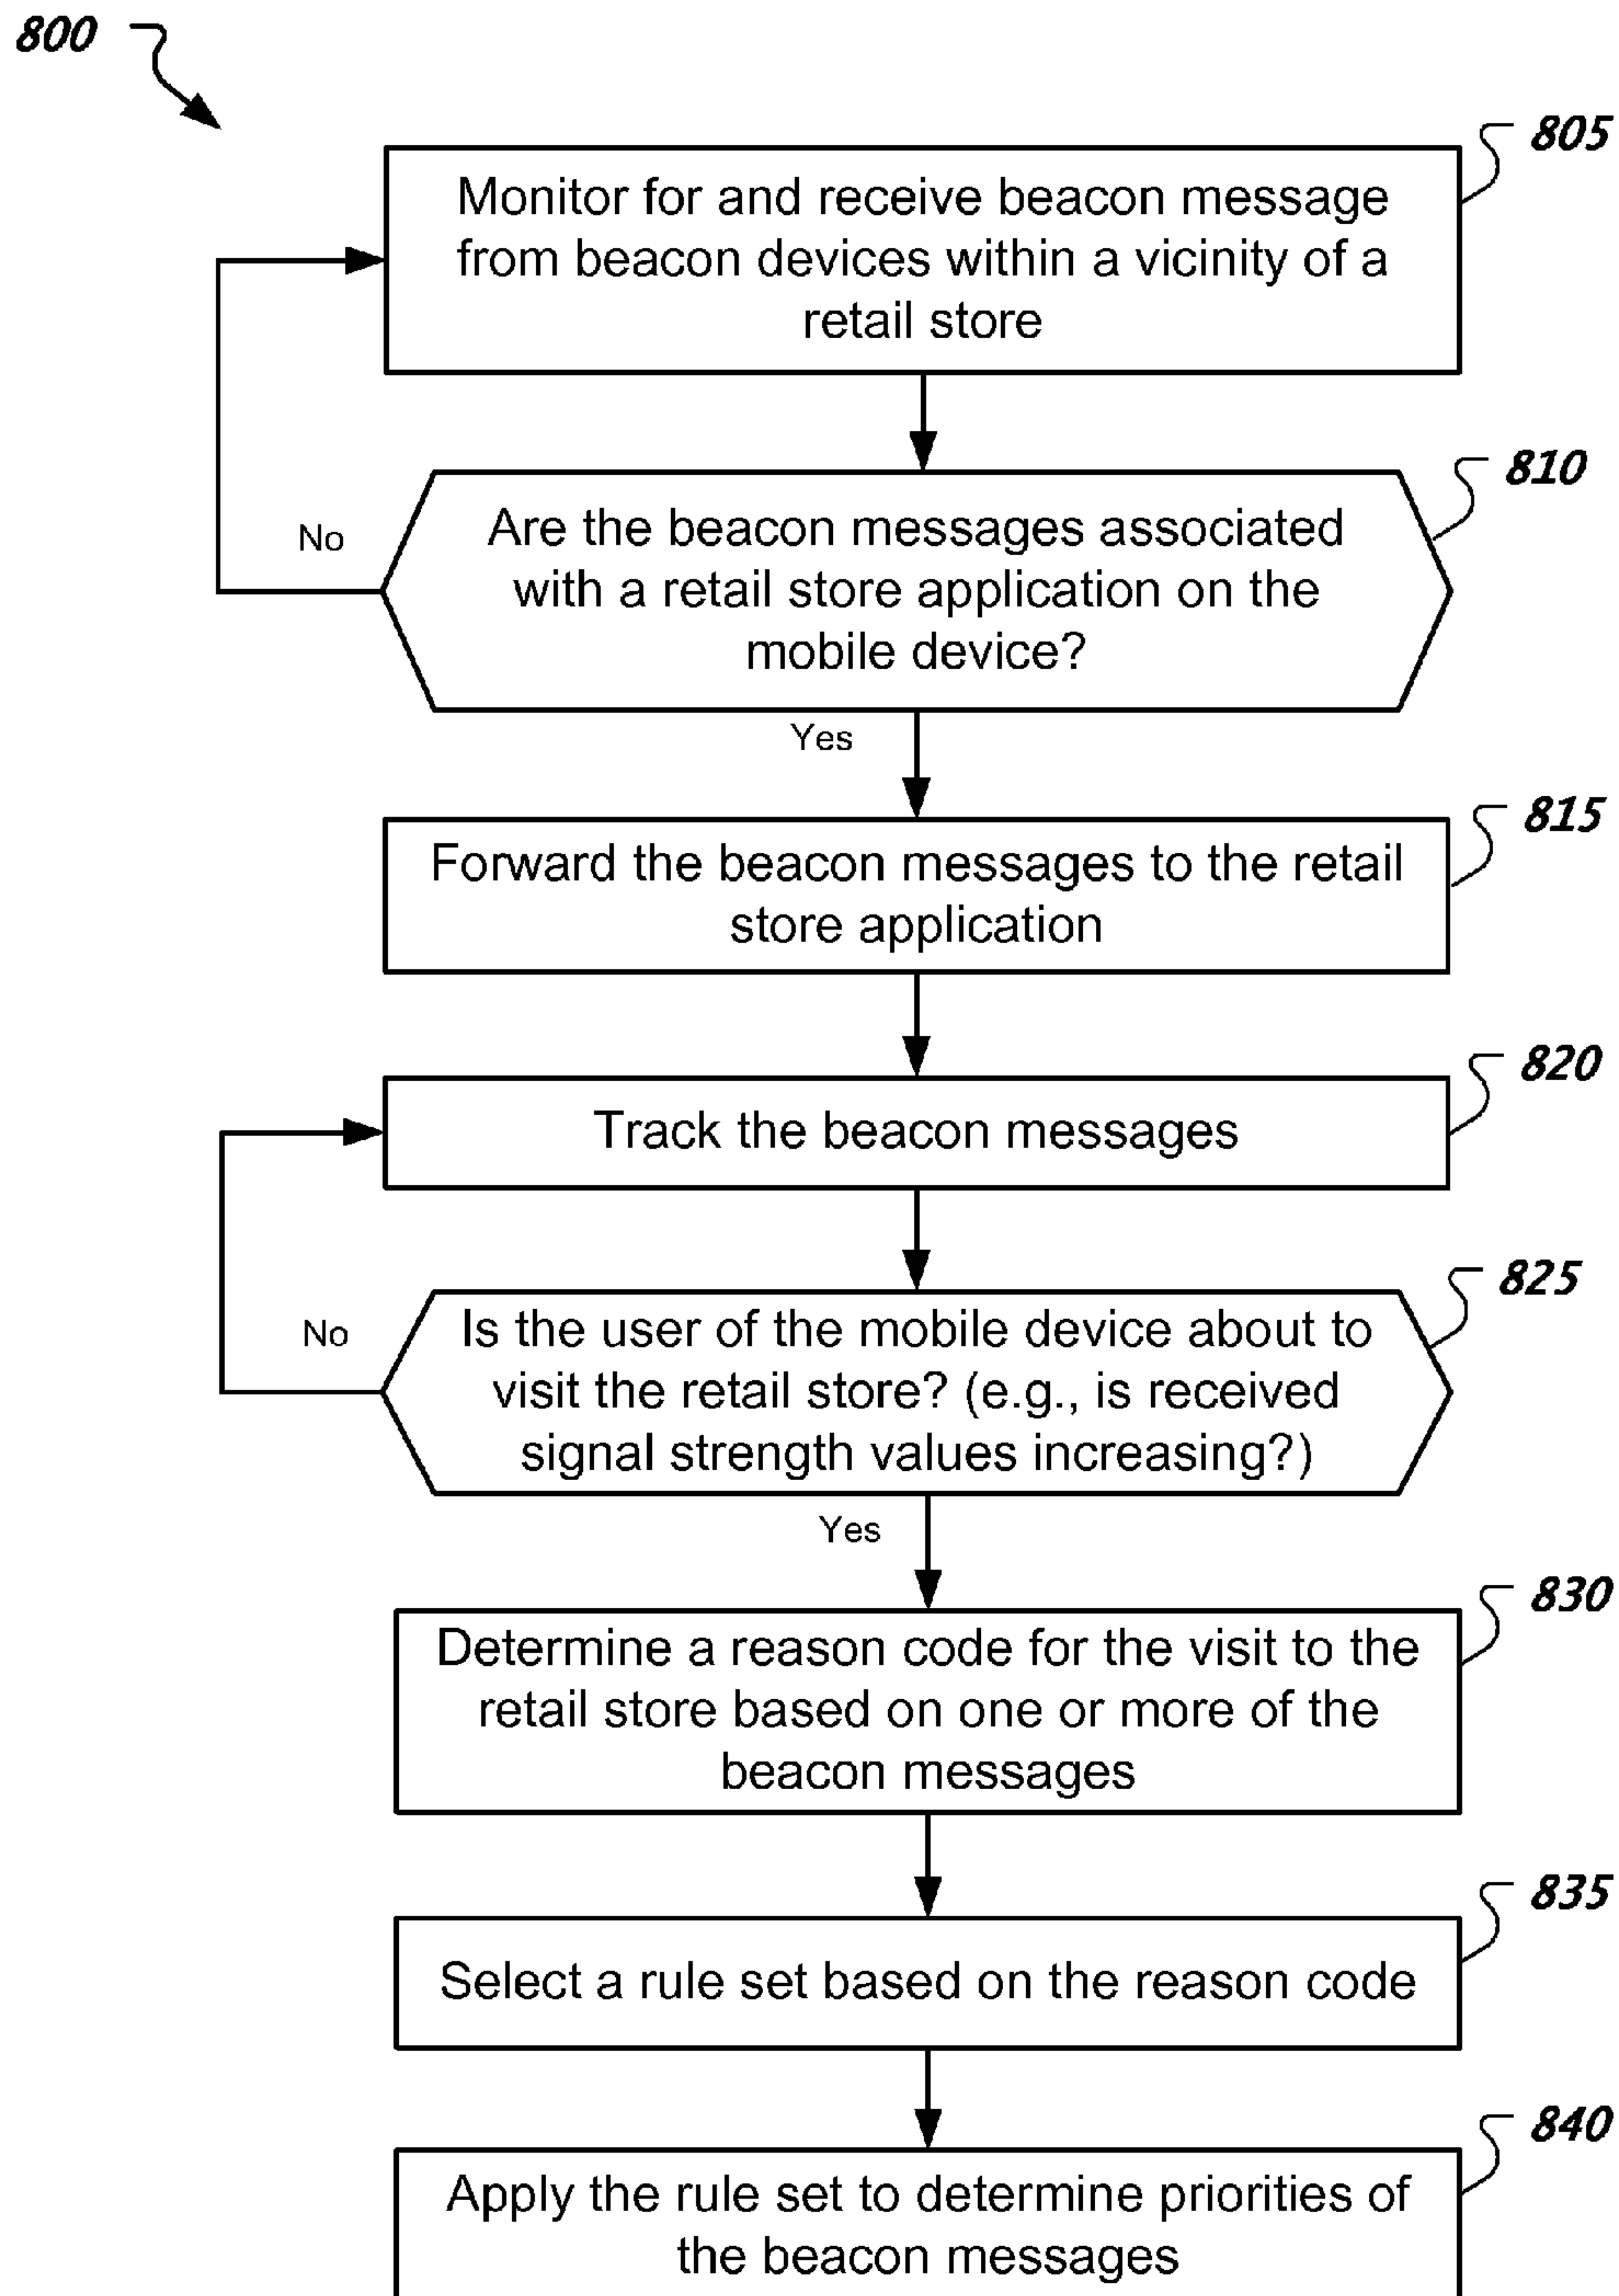 800
805
Monitor for and receive beacon message
from beacon devices within a vicinity of a
retail store
810
No
Are the beacon messages associated
with a retail store application on the
mobile device?
Yes
815
Forward the beacon messages to the retail
store application
820
Track the beacon messages
825
No
Is the user of the mobile device about to
visit the retail store? (e.g., is received
signal strength values increasing?)
Yes
830
Determine a reason code for the visit to the
retail store based on one or more of the
beacon messages
835
Select a rule set based on the reason code
840
Apply the rule set to determine priorities of
the beacon messages